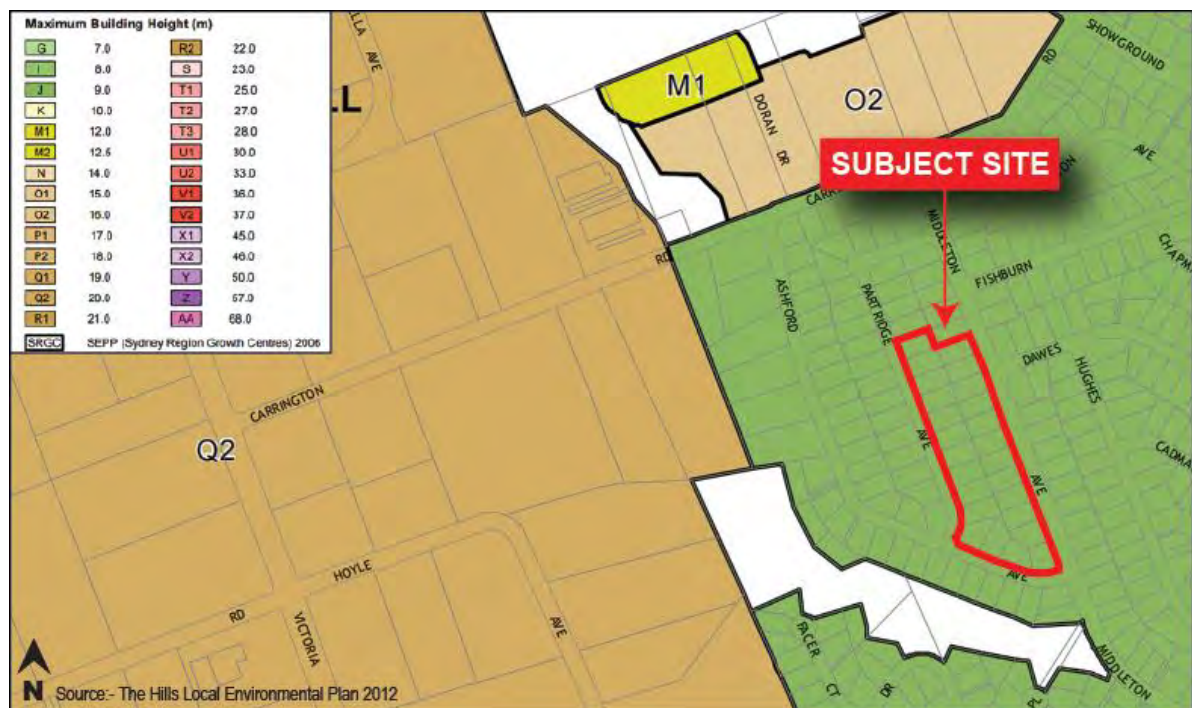 Maximum Building Height (m)
G 7.0 R2 22.0
I 8.0 S 23.0
J 9.0 T1 25.0
K 10.0 T2 27.0
M1 12.0 T3 28.0
M2 12.5 U1 30.0
N 14.0 U2 33.0
O1 15.0 V1 36.0
O2 16.0 V2 37.0
P1 17.0 X1 45.0
P2 18.0 X2 46.0
Q1 19.0 Y 50.0
Q2 20.0 Z 57.0
R1 21.0 AA 68.0
SRGC SEPP (Sydney Region Growth Centres) 2006
AVE
M1
O2
DORAN
DR
RD
SHOWGROUND
SUBJECT SITE
AVE
MIDDLETON
FISHBURN
ASHFORD
PARTRIDGE
DAWES
HUGHES
AVE
AVE
AVE
RD
CARRINGTON
Q2
HOYLE
RD
VICTORIA
AVE
FACER
CT
DR
PL
MIDDLETON
N
Source:- The Hills Local Environmental Plan 2012